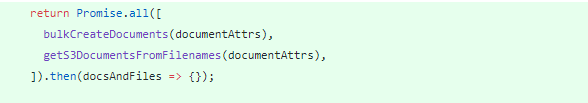 return Promise.all([
bulkCreateDocuments(documentAttrs),
getS3DocumentsFromFilenames(documentAttrs),
]).then(docsAndFiles => {});